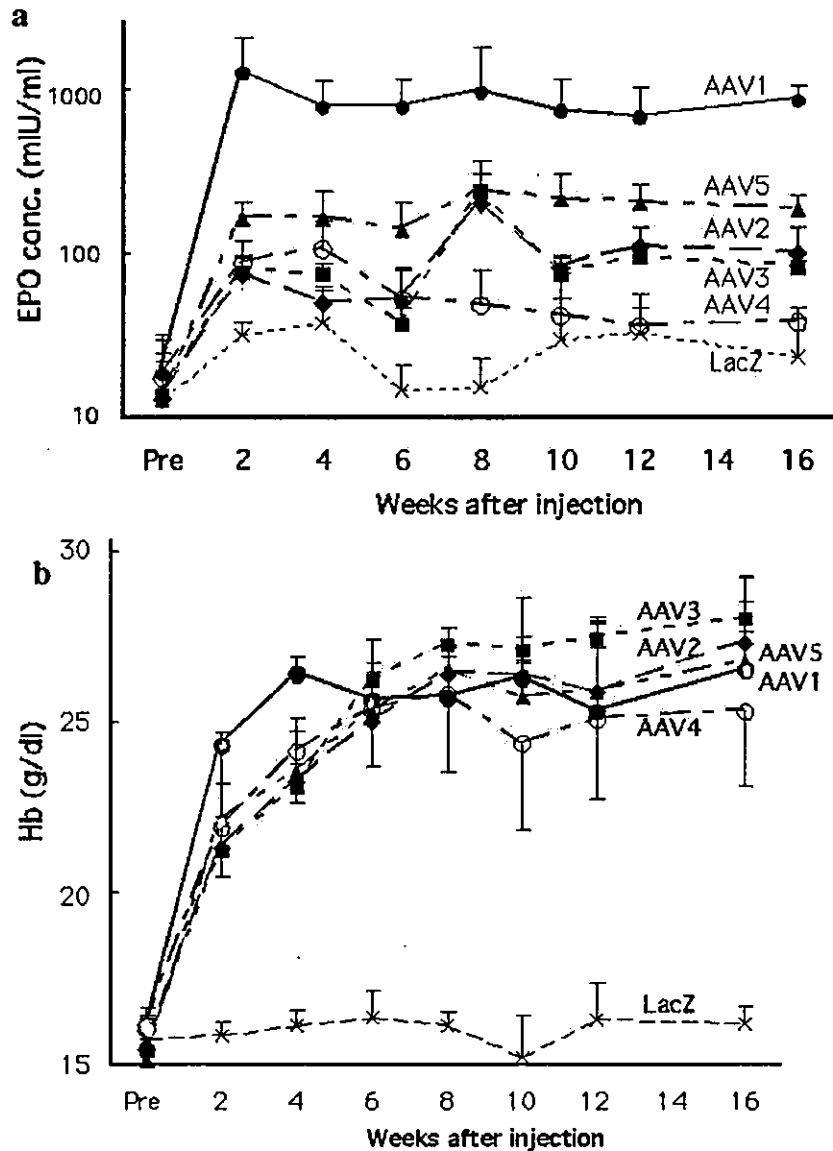 a
EPO conc. (mIU/ml)
1000
100
10
AAV1
AAV5
AAV2
AAV3
AAV4
LacZ
Pre 2 4 6 8 10 12 14 16
Weeks after injection
b
Hb (g/dl)
30
25
20
15
AAV3
AAV2
AAV5
AAV1
AAV4
LacZ
Pre 2 4 6 8 10 12 14 16
Weeks after injection